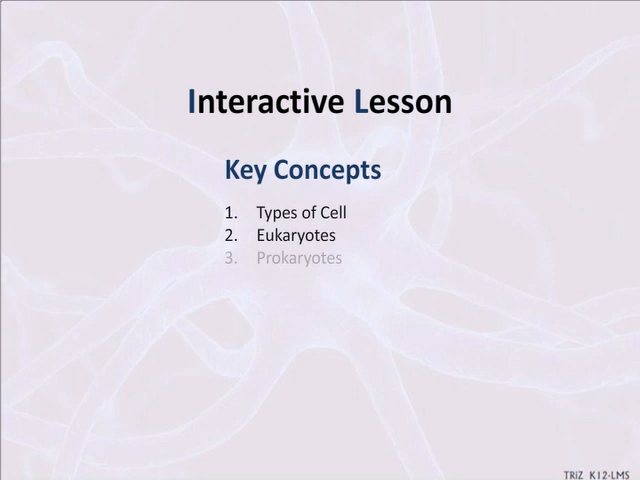 Interactive Lesson
Key Concepts
1. Types of Cell
2. Eukaryotes
3. Prokaryotes
TRIZ K12-LMS